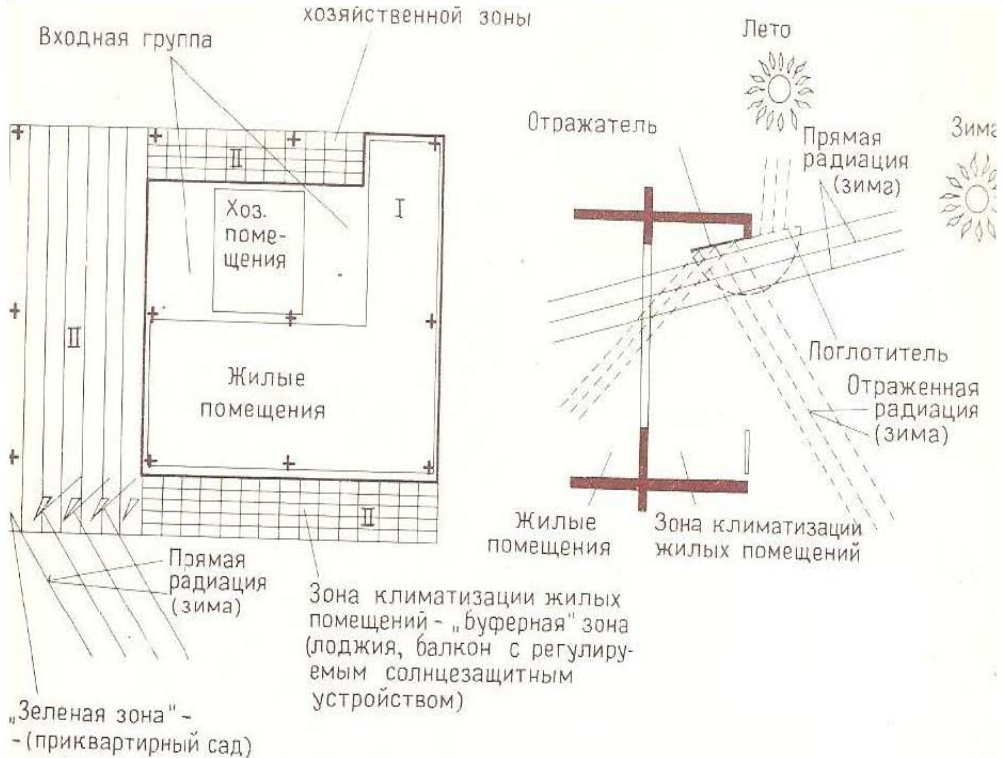 хозяйственной зоны
Входная группа
II
I
Хоз.
поме-
щения
II
Жилые
помещения
II
Прямая
радиация
(зима)
Зона климатизации жилых
помещений - „буферная" зона
(лоджия, балкон с регулиру-
емым солнцезащитным
устройством)
„Зеленая зона" -
- (приквартирный сад)
Лето
Отражатель
Прямая
радиация
(зима)
Зима
Поглотитель
Отраженная
радиация
(зима)
Жилые
помещения
Зона климатизации
жилых помещений